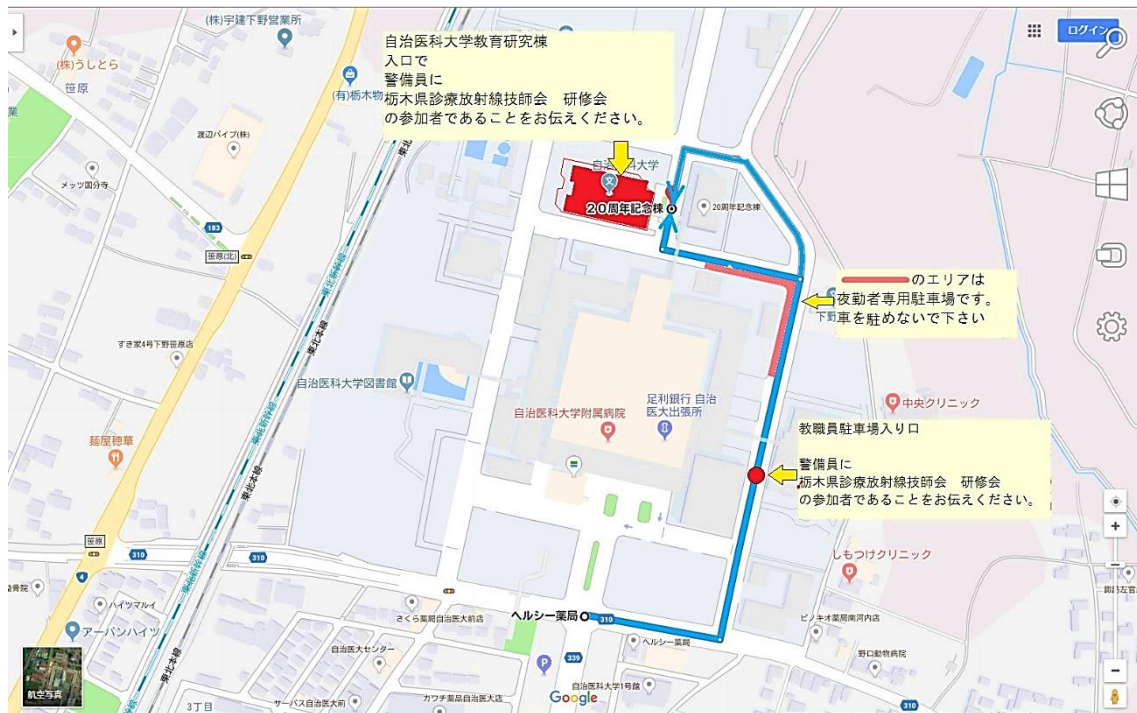 (株)宇建下野営業所
ログイン
(株)うしとら
笹原
業
(有)栃木物
渡辺パイプ(株)
自治医科大学教育研究棟
入口で
警備員に
栃木県診療放射線技師会　研修会
の参加者であることをお伝えください。
メッツ国分寺
183
笹原(北)
自治医科大学
20周年記念棟
20周年記念棟
東北本線
東北本線
のエリアは
夜勤者専用駐車場です。
車を駐めないで下さい
下野
すき家4号下野笹原店
自治医科大学図書館
麺屋穂華
自治医科大学附属病院
足利銀行 自治
医大出張所
中央クリニック
教職員駐車場入り口
警備員に
栃木県診療放射線技師会　研修会
の参加者であることをお伝えください。
東北本線
笹原
310
310
4
しもつけクリニック
ハイツマルイ
アーバンハイツ
さくら薬局自治医大前店
ヘルシー薬局
310
ヘルシー薬局
ピノキオ薬局南河内店
野口動物病院
自治医大センター
339
P
自治医科大学1号館
カワチ薬品自治医大店
サーパス自治医大前
3丁目
310
航空写真
Google